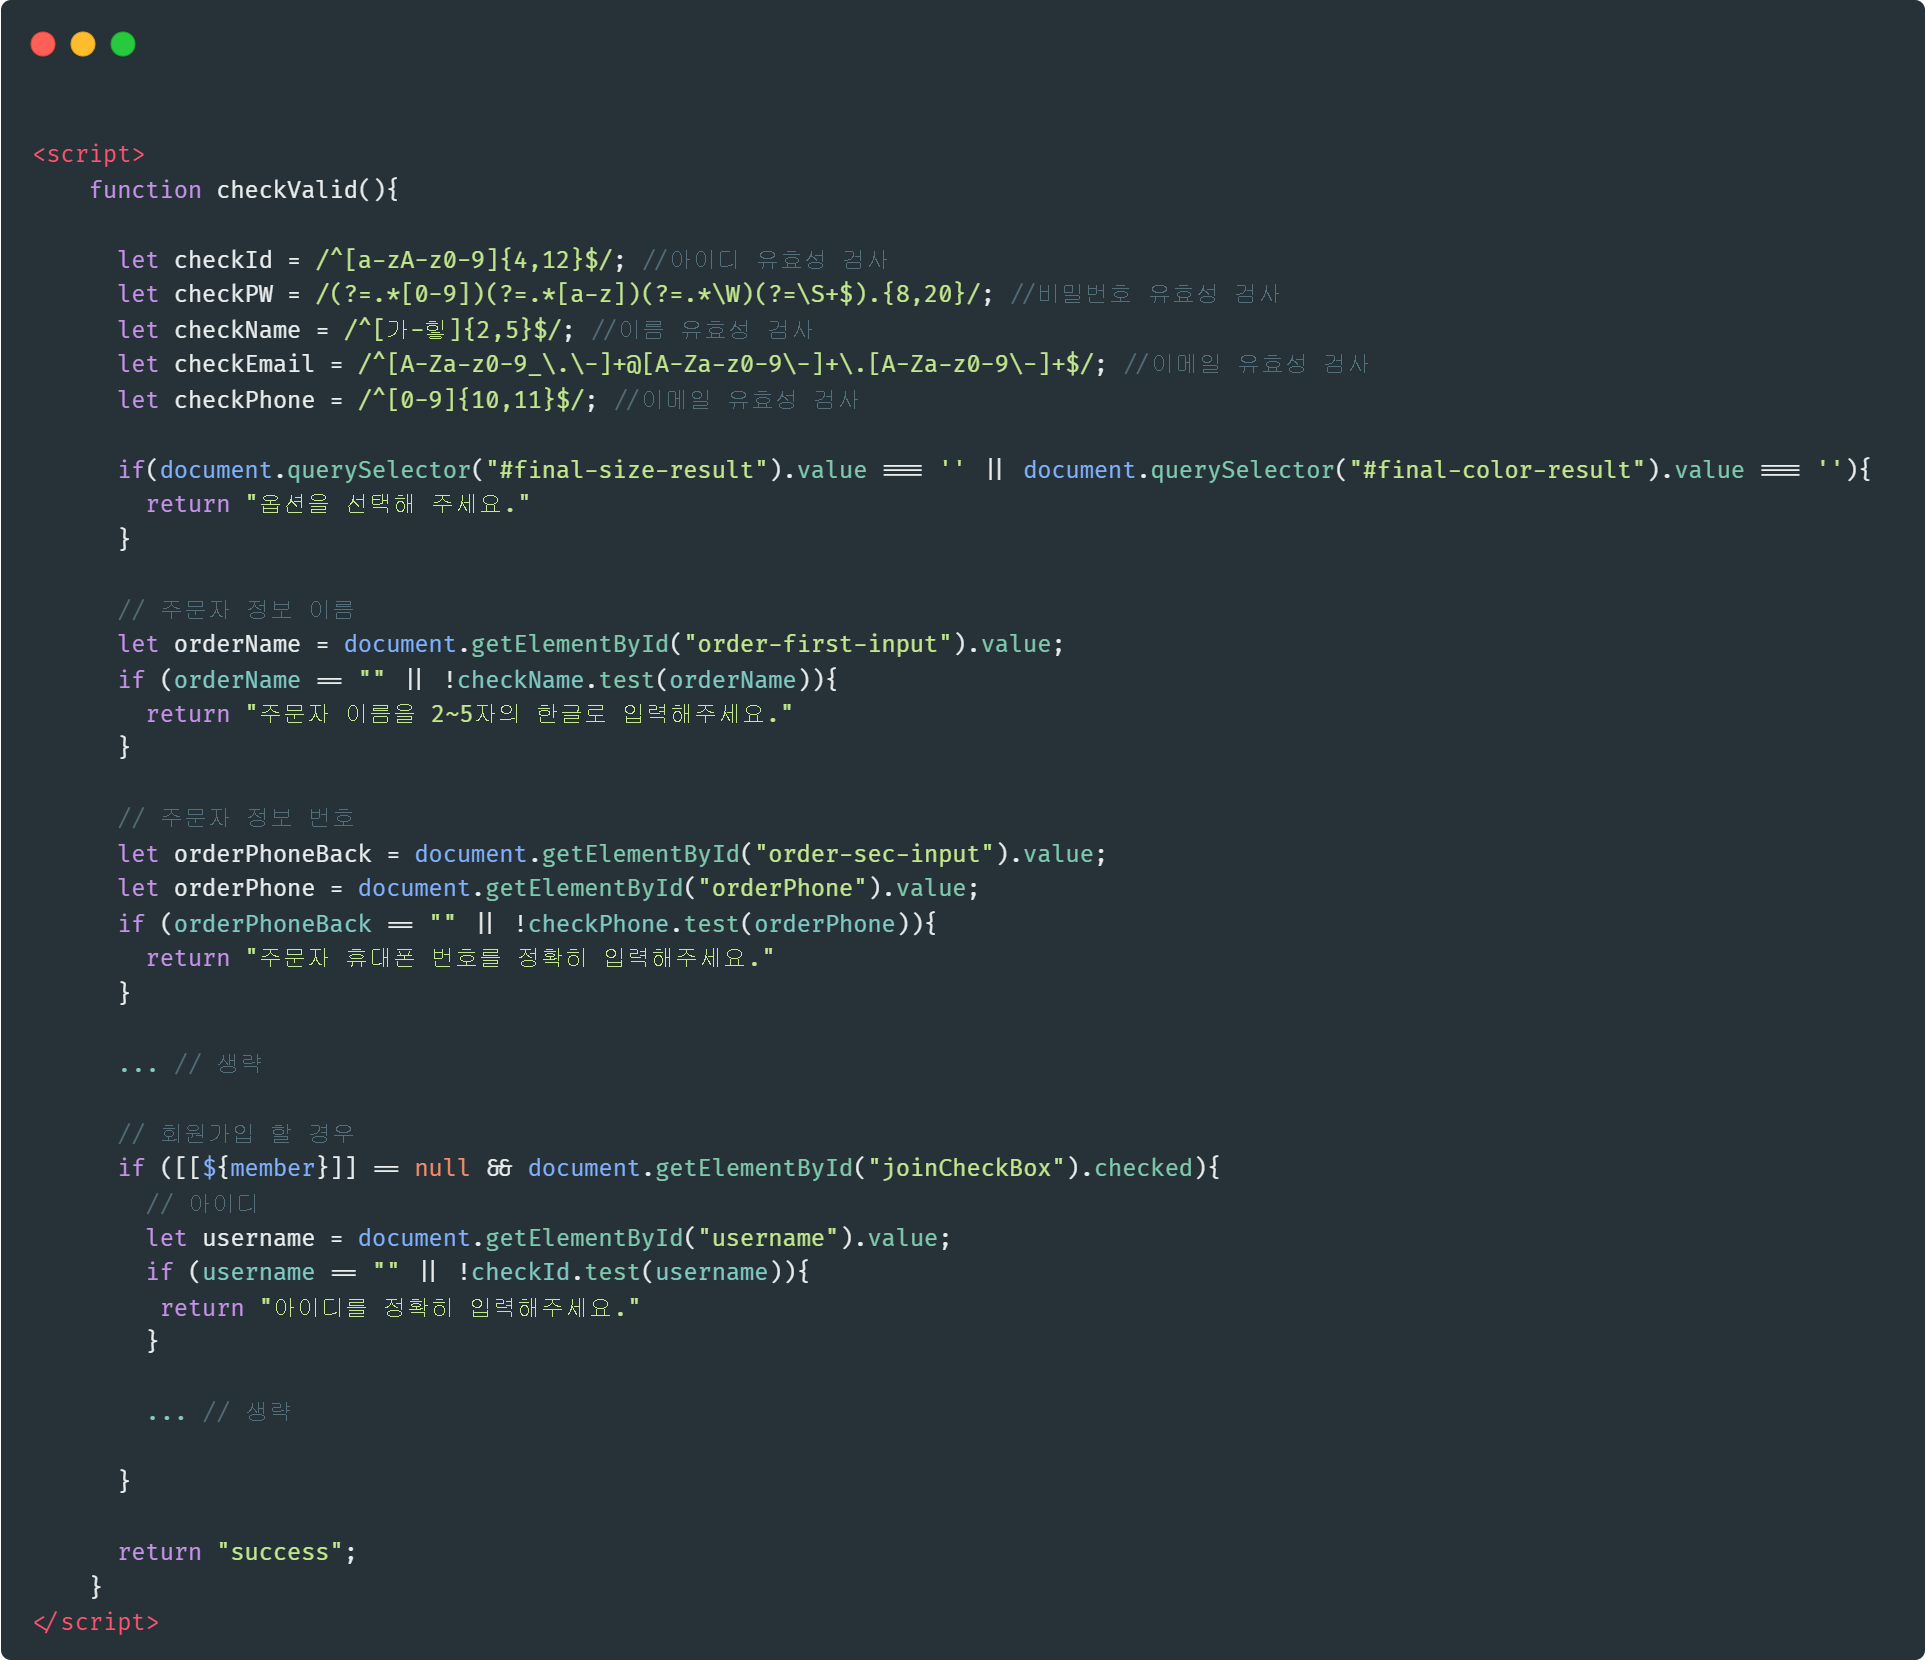 <script>
    function checkValid(){

      let checkId = /^[a-zA-z0-9]{4,12}$/; //아이디 유효성 검사
      let checkPW = /(?=.*[0-9])(?=.*[a-z])(?=.*\W)(?=\S+$).{8,20}/; //비밀번호 유효성 검사
      let checkName = /^[가-힣]{2,5}$/; //이름 유효성 검사
      let checkEmail = /^[A-Za-z0-9_\.\-]+@[A-Za-z0-9\-]+\.[A-Za-z0-9\-]+$/; //이메일 유효성 검사
      let checkPhone = /^[0-9]{10,11}$/; //이메일 유효성 검사

      if(document.querySelector("#final-size-result").value === '' || document.querySelector("#final-color-result").value === ''){
        return "옵션을 선택해 주세요."
      }

      // 주문자 정보 이름
      let orderName = document.getElementById("order-first-input").value;
      if (orderName == "" || !checkName.test(orderName)){
        return "주문자 이름을 2~5자의 한글로 입력해주세요."
      }

      // 주문자 정보 번호
      let orderPhoneBack = document.getElementById("order-sec-input").value;
      let orderPhone = document.getElementById("orderPhone").value;
      if (orderPhoneBack == "" || !checkPhone.test(orderPhone)){
        return "주문자 휴대폰 번호를 정확히 입력해주세요."
      }

      ... // 생략

      // 회원가입 할 경우
      if ([[${member}]] == null && document.getElementById("joinCheckBox").checked){
        // 아이디
        let username = document.getElementById("username").value;
        if (username == "" || !checkId.test(username)){
         return "아이디를 정확히 입력해주세요."
        }

        ... // 생략

      }

      return "success";
    }
</script>